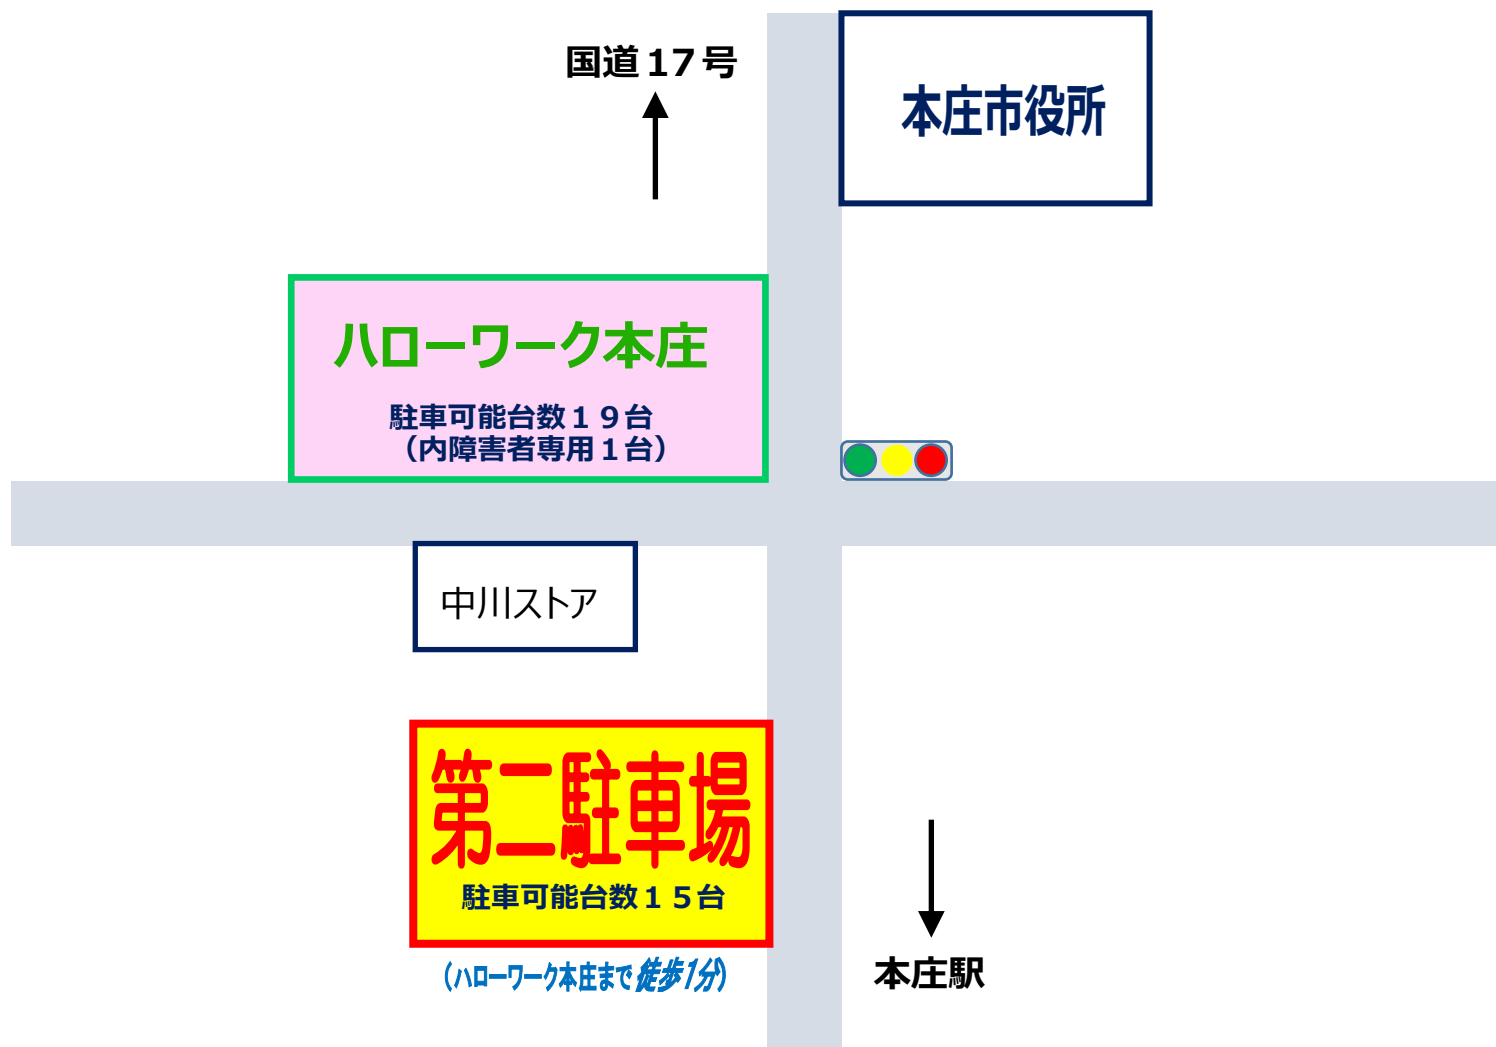 国道17号
本庄市役所
ハローワーク本庄
駐車可能台数１９台
（内障害者専用１台）
中川ストア
第二駐車場
駐車可能台数１５台
（ハローワーク本庄まで徒歩1分）
本庄駅